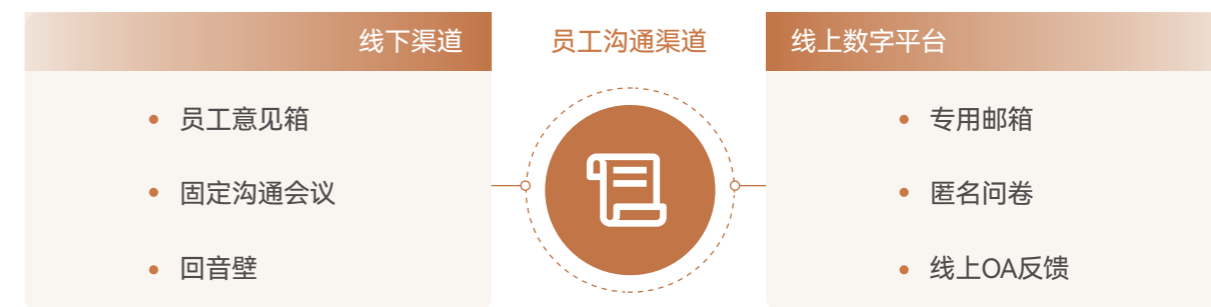 线下渠道
员工沟通渠道
线上数字平台
员工意见箱
固定沟通会议
回音壁
专用邮箱
匿名问卷
线上OA反馈